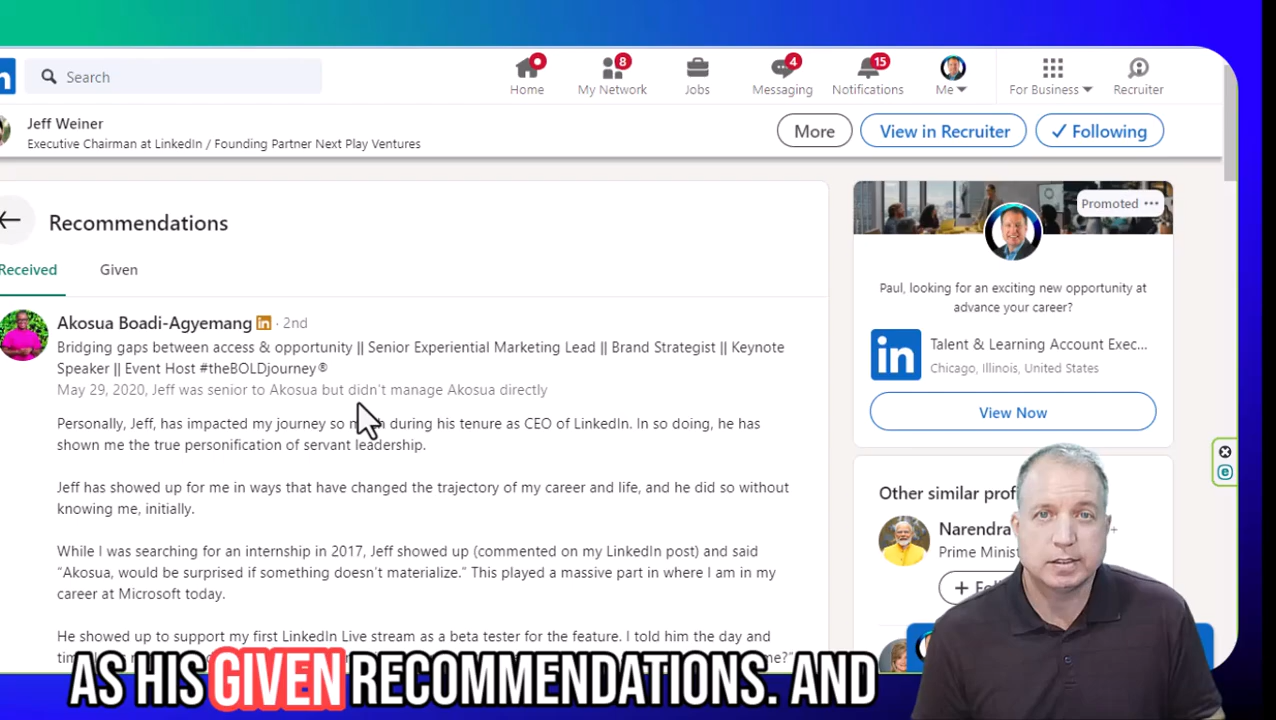 n
Search
8
4
15
Home
My Network
Jobs
Messaging
Notifications
Me
For Business
Recruiter
Jeff Weiner
Executive Chairman at LinkedIn / Founding Partner Next Play Ventures
More
View in Recruiter
Following
Recommendations
Received
Given
Akosua Boadi-Agyemang in · 2nd
Bridging gaps between access & opportunity || Senior Experiential Marketing Lead || Brand Strategist || Keynote
Speaker || Event Host #theBOLDjourney®
May 29, 2020, Jeff was senior to Akosua but didn't manage Akosua directly
Personally, Jeff, has impacted my journey so during his tenure as CEO of LinkedIn. In so doing, he has
shown me the true personification of servant leadership.
Jeff has showed up for me in ways that have changed the trajectory of my career and life, and he did so without
knowing me, initially.
While I was searching for an internship in 2017, Jeff showed up (commented on my LinkedIn post) and said
“Akosua, would be surprised if something doesn't materialize.” This played a massive part in where I am in my
career at Microsoft today.
He showed up to support my first LinkedIn Live stream as a beta tester for the feature. I told him the day and
Promoted
Paul, looking for an exciting new opportunity at
advance your career?
in
Talent & Learning Account Exec...
Chicago, Illinois, United States
View Now
Other similar
Narendra
Prime
e
AS HIS GIVEN RECOMMENDATIONS. AND